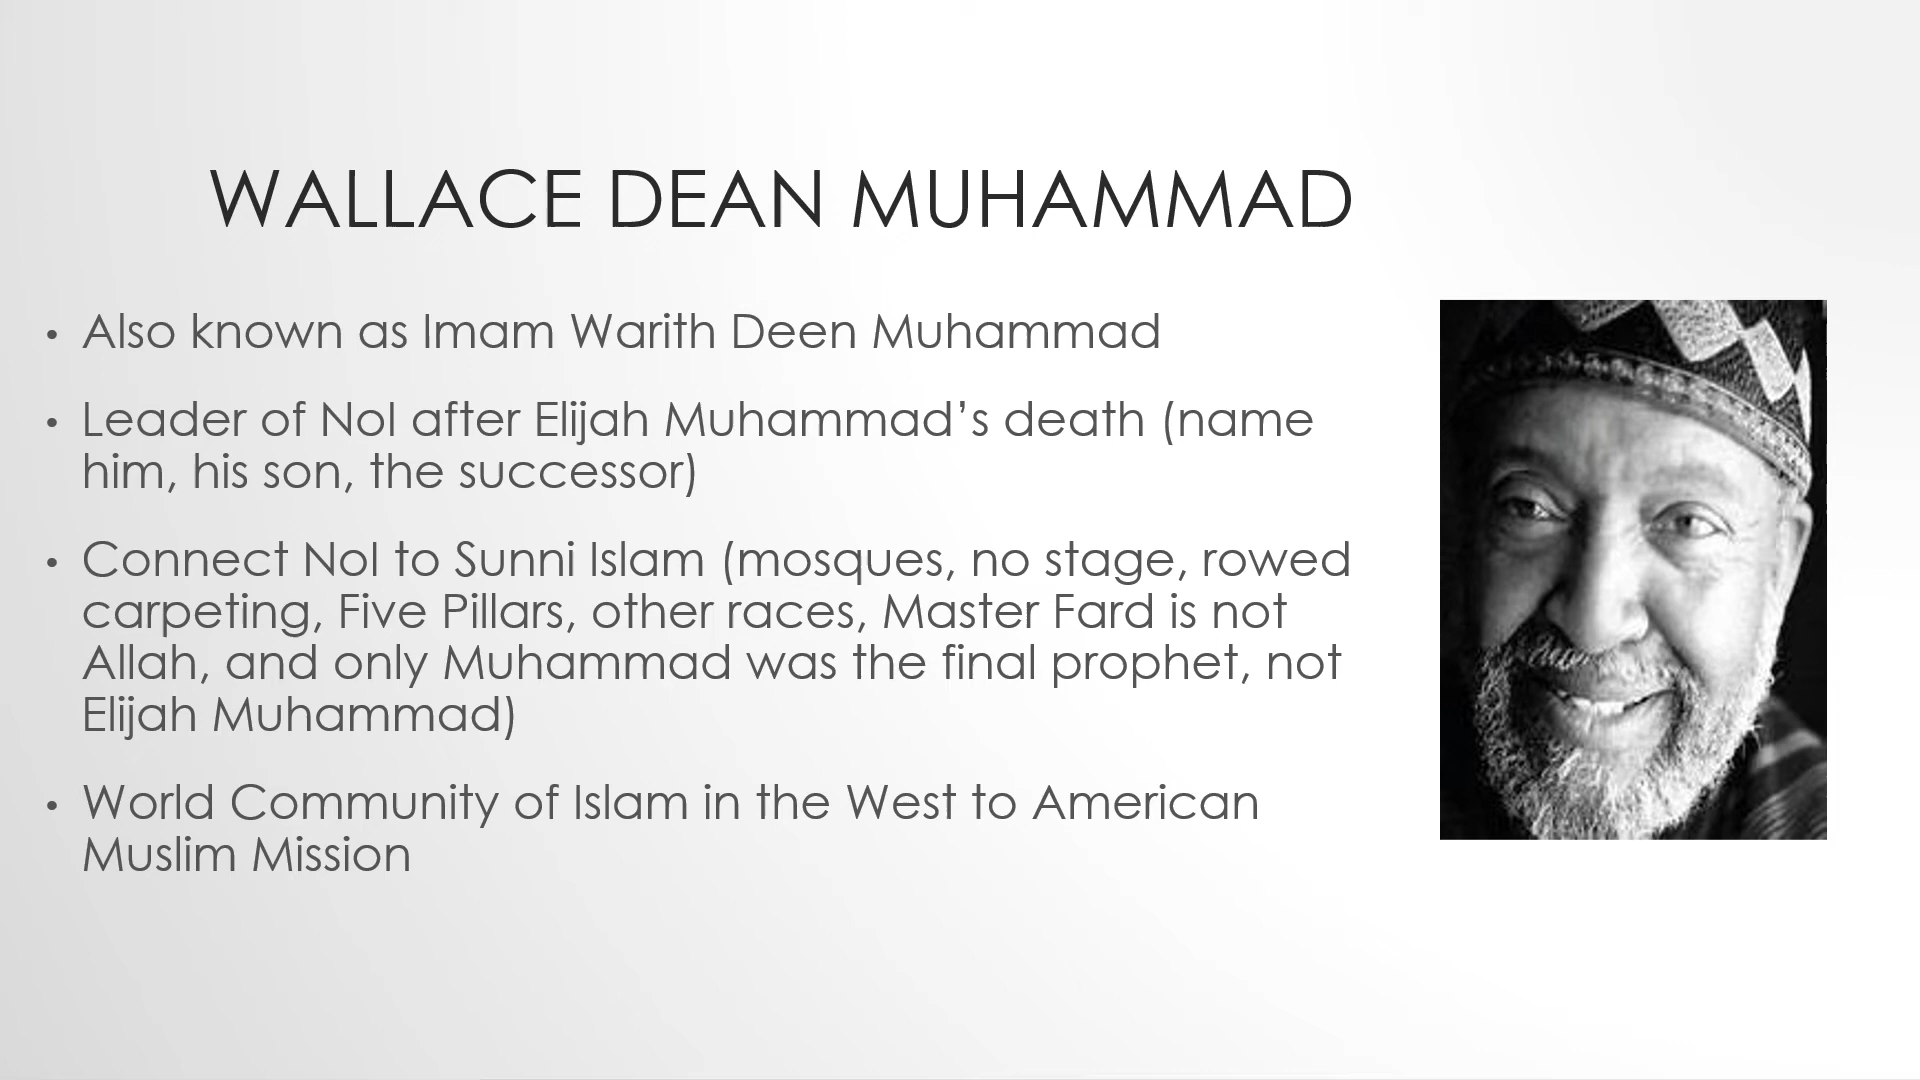 WALLACE DEAN MUHAMMAD
• Also known as Imam Warith Deen Muhammad
• Leader of NoI after Elijah Muhammad’s death (name
him, his son, the successor)
• Connect NoI to Sunni Islam (mosques, no stage, rowed
carpeting, Five Pillars, other races, Master Fard is not
Allah, and only Muhammad was the final prophet, not
Elijah Muhammad)
• World Community of Islam in the West to American
Muslim Mission